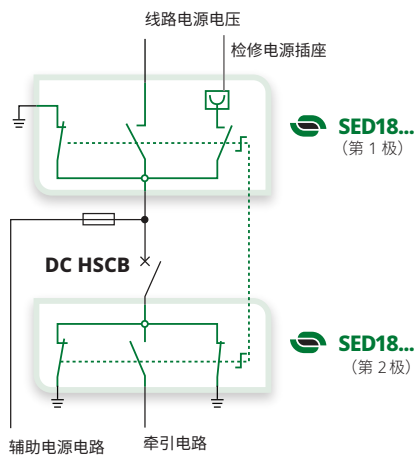 线路电源电压
检修电源插座
SED18...
（第 1 极）
DC HSCB
SED18...
（第 2 极）
辅助电源电路
牵引电路